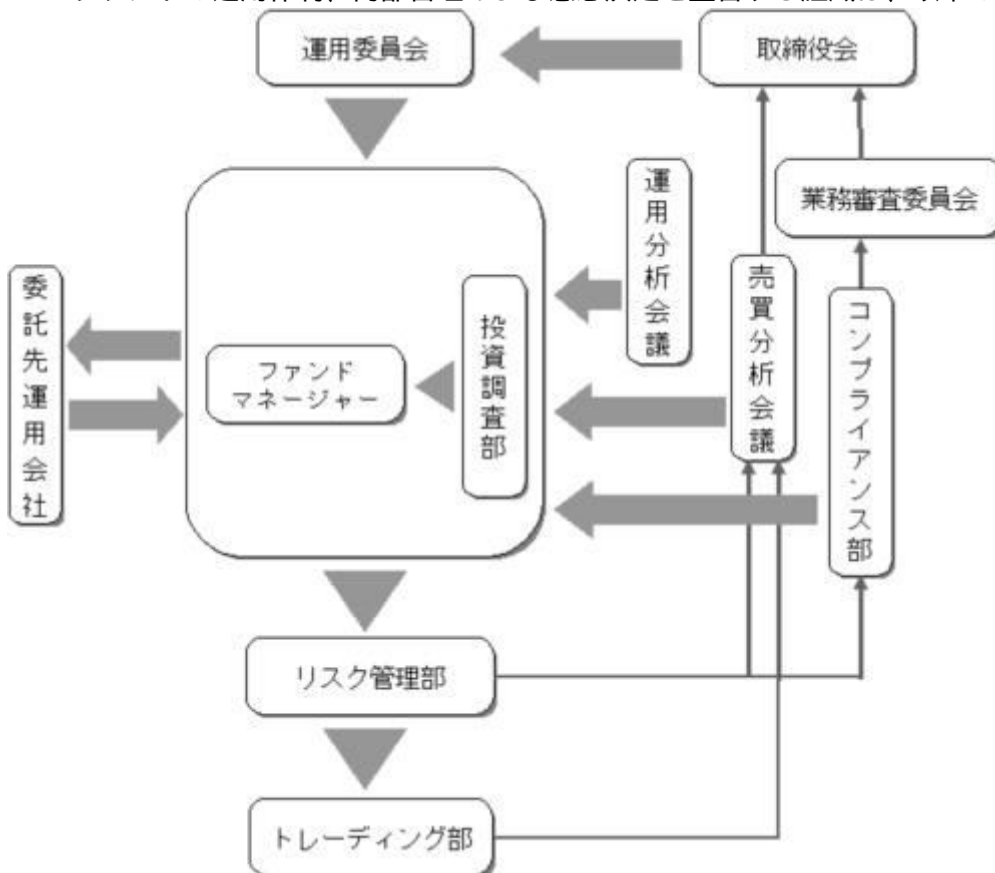 運用委員会
取締役会
業務審査委員会
運用分析会議
売買分析会議
コンプライアンス部
委託先運用会社
ファンド
マネージャー
投資調査部
リスク管理部
トレーディング部